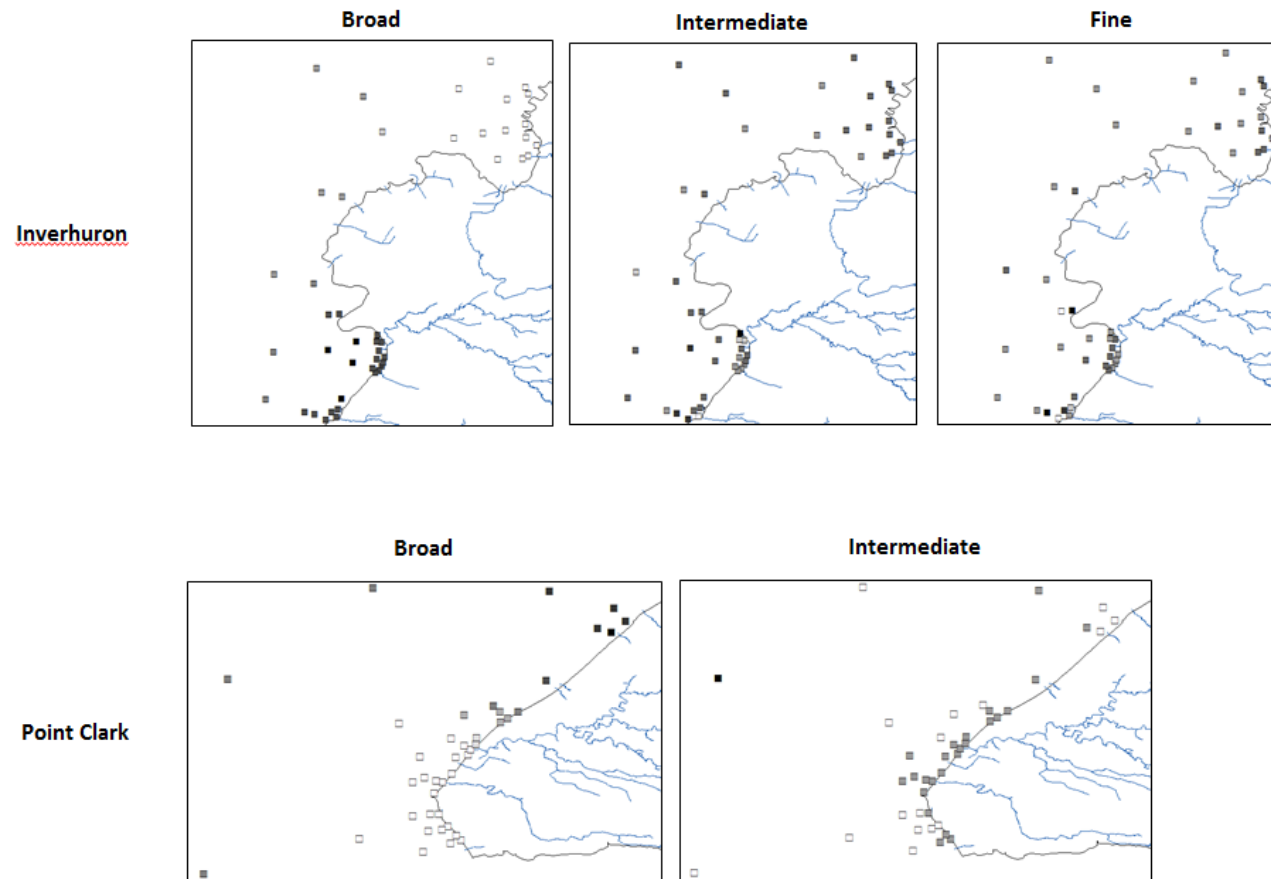 Broad
Intermediate
Fine
Inverhuron
Broad
Intermediate
Point Clark